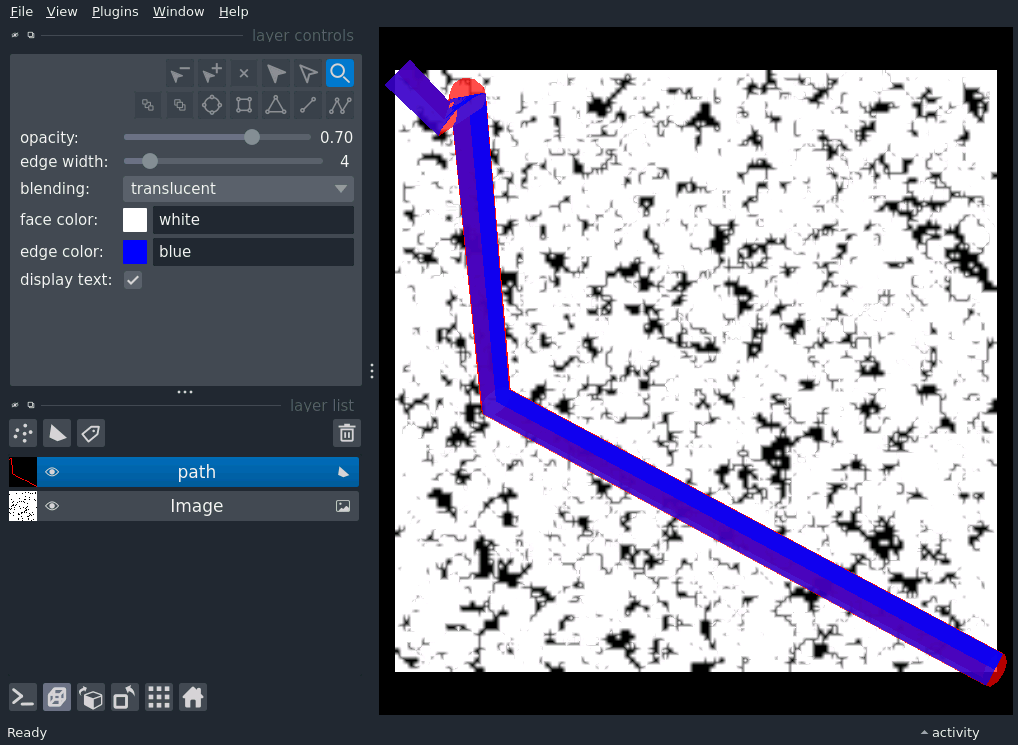 File View Plugins Window Help
layer controls
opacity: 0.70
edge width: 4
blending: translucent
face color: white
edge color: blue
display text:
layer list
path
Image
Ready activity